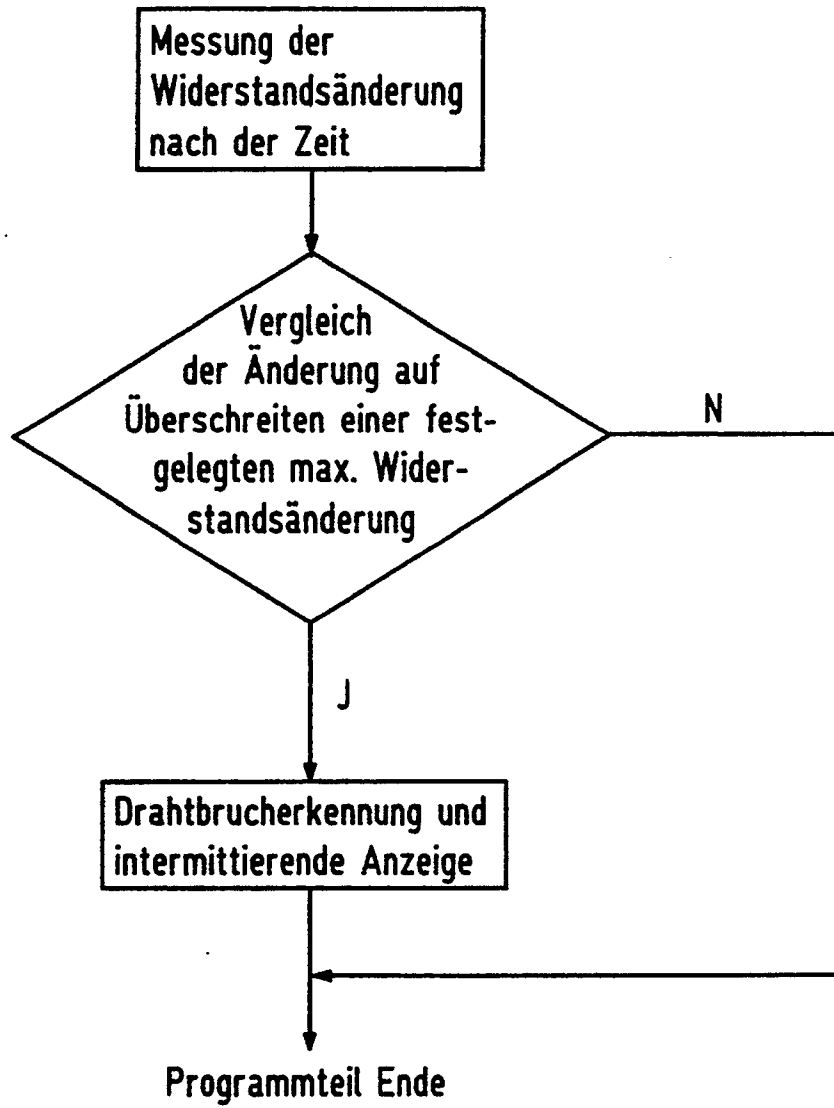 Messung der
Widerstandsänderung
nach der Zeit
Vergleich
der Änderung auf
Überschreiten einer fest-
gelegten max. Wider-
standsänderung
N
J
Drahtbrucherkennung und
intermittierende Anzeige
Programmteil Ende